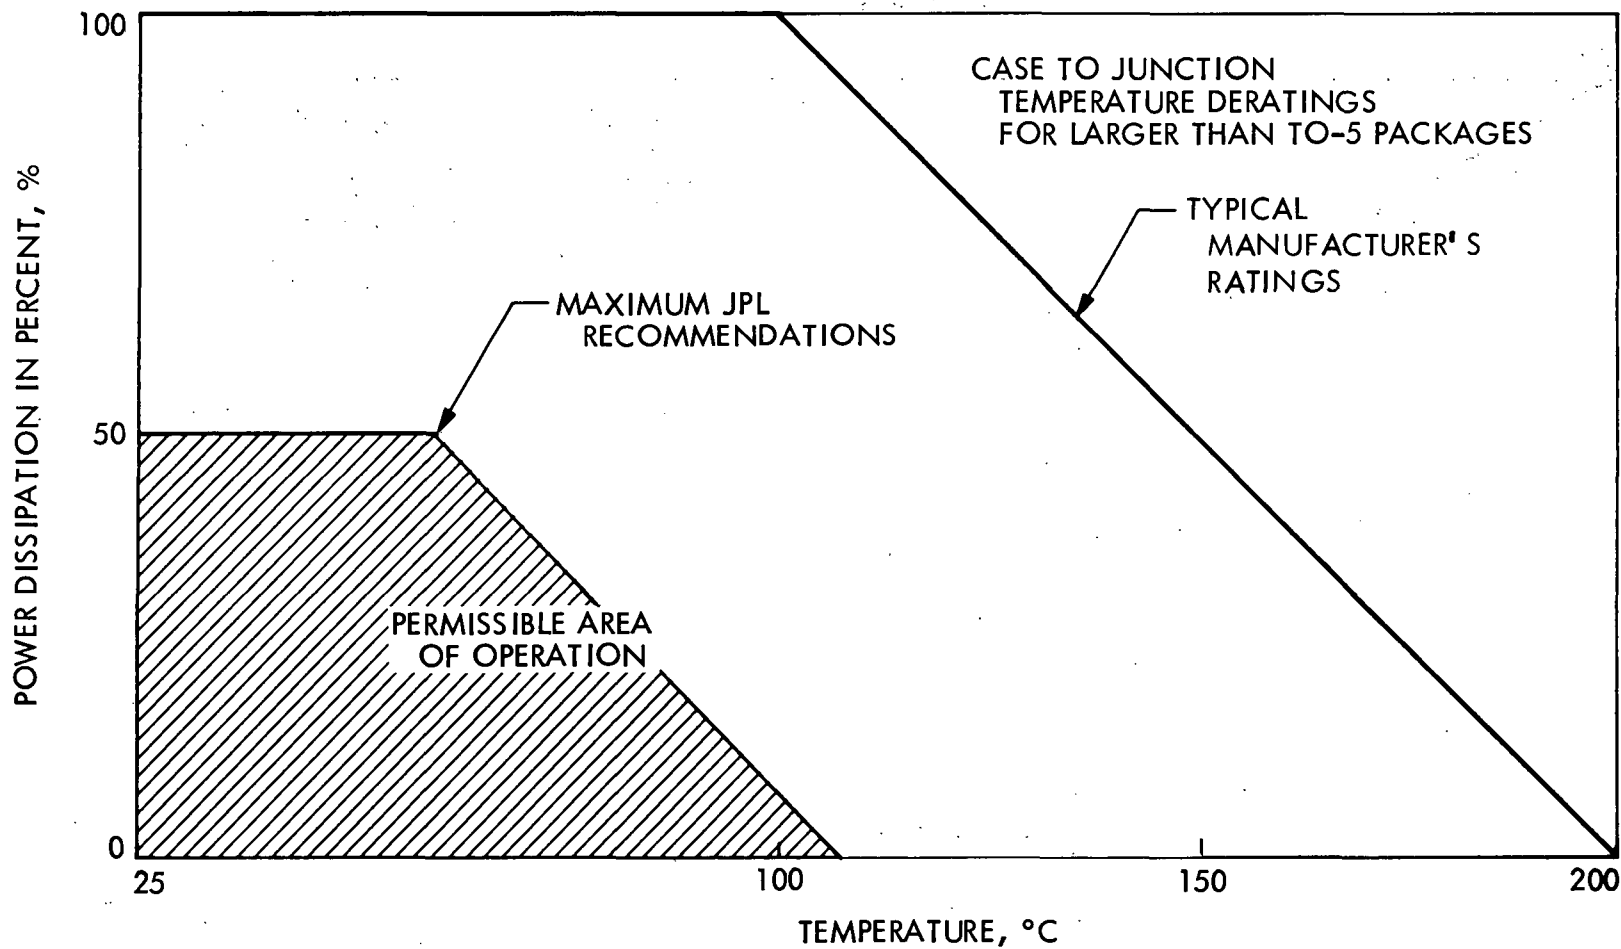 100
CASE TO JUNCTION
TEMPERATURE DERATINGS
FOR LARGER THAN TO-5 PACKAGES
TYPICAL
MANUFACTURER'S
RATINGS
MAXIMUM JPL
RECOMMENDATIONS
POWER DISSIPATION IN PERCENT, %
50
PERMISSIBLE AREA
OF OPERATION
0
25
100
150
200
TEMPERATURE, °C